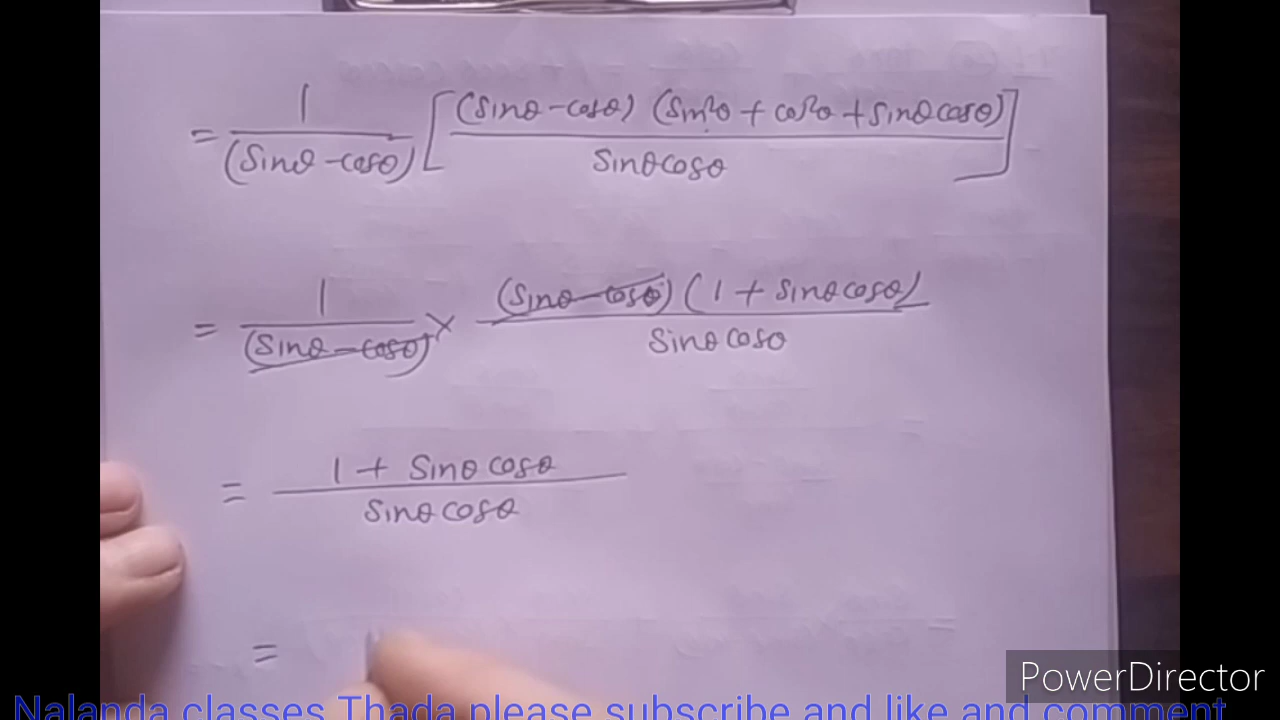 = 1/(sinθ - cosθ) [(sinθ - cosθ) (sin²θ + cos²θ + sinθcosθ)/sinθcosθ]
= 1/(sinθ - cosθ) × (sinθ - cosθ) (1 + sinθcosθ)/sinθcosθ
= 1 + sinθcosθ/sinθcosθ
=
PowerDirector
Nalanda classes Thada please subscribe and like and comment